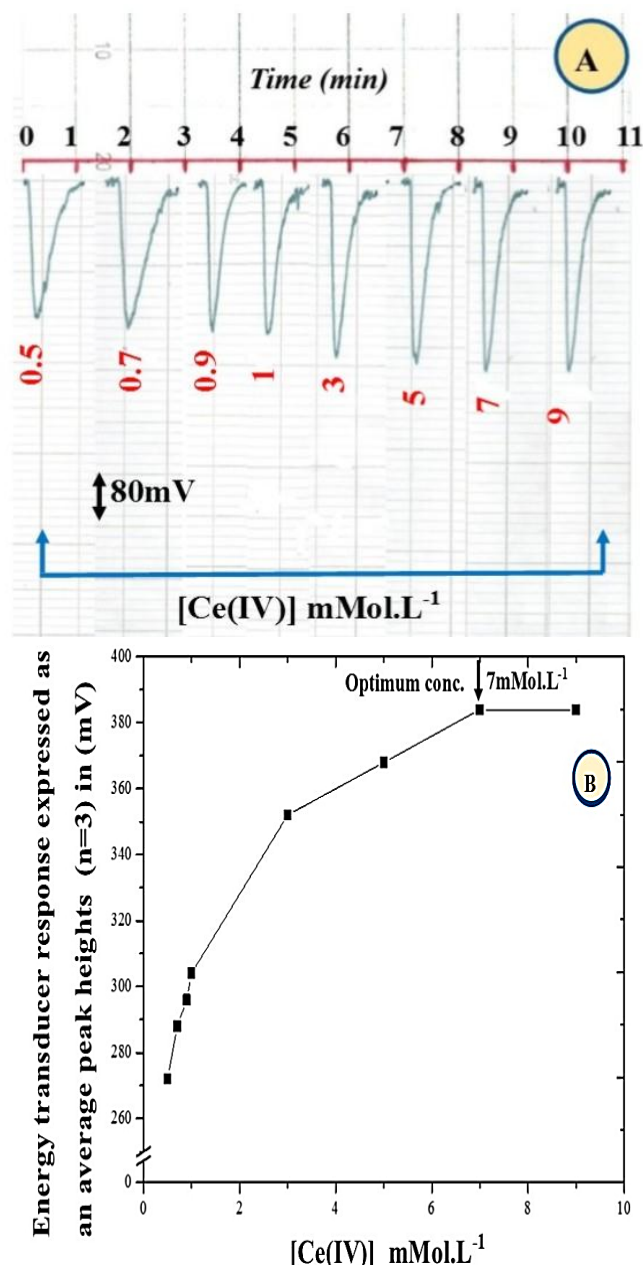 10
A
Time (min)
0 1 2 3 4 5 6 7 8 9 10 11
20
0.5
0.7
0.9
1
3
5
7
9
80mV
[Ce(IV)] mMol.L-1
400
Optimum conc. 7mMol.L-1
380
B
360
340
320
300
280
260
0
Energy transducer response expressed as
an average peak heights (n=3) in (mV)
0 2 4 6 8 10
[Ce(IV)] mMol.L-1